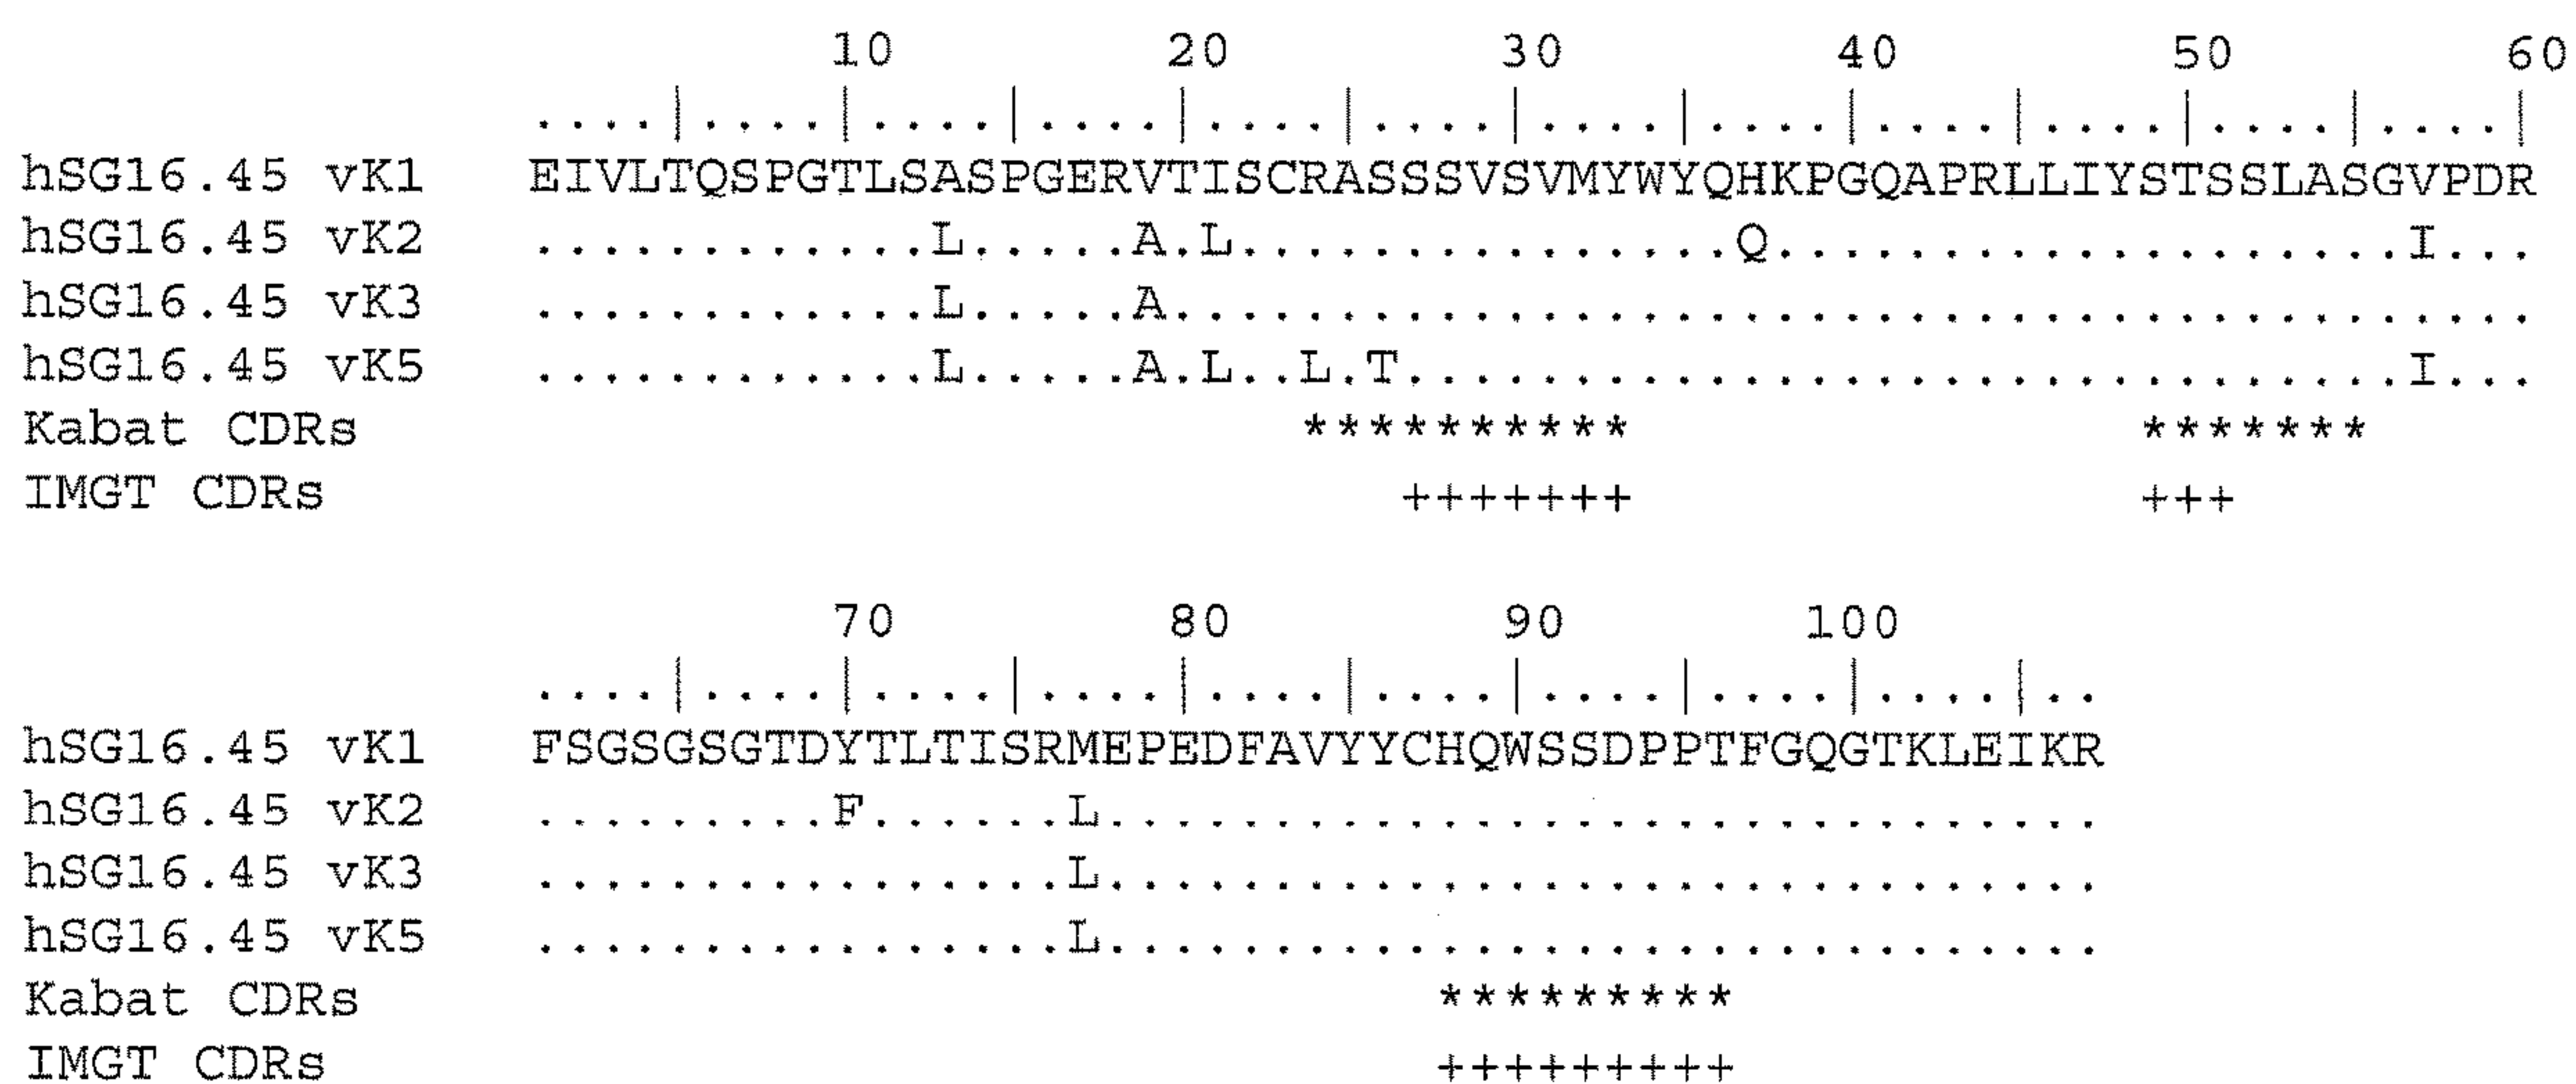 10 20 30 40 50 60
....|....|....|....|....|....|....|....|....|....|....|....|
hSG16.45 vK1 EIVLTQSPGTLSASPGERVTISCRASSSVSVMYWYQHKPGQAPRLLIYSTSSLASGVPDR
hSG16.45 vK2 ............L.....A.L...............Q...................I...
hSG16.45 vK3 ............L.....A.........................................
hSG16.45 vK5 ............L.....A.L..L.T..............................I...
Kabat CDRs ********** *******
IMGT CDRs +++++++ +++
70 80 90 100
....|....|....|....|....|....|....|....|....|..
hSG16.45 vK1 FSGSGSGTDYTLTISRMEPEDFAVYYCHQWSSDPPTFGQGTKLEIKR
hSG16.45 vK2 .........F......L..............................
hSG16.45 vK3 ................L..............................
hSG16.45 vK5 ................L..............................
Kabat CDRs *********
IMGT CDRs +++++++++